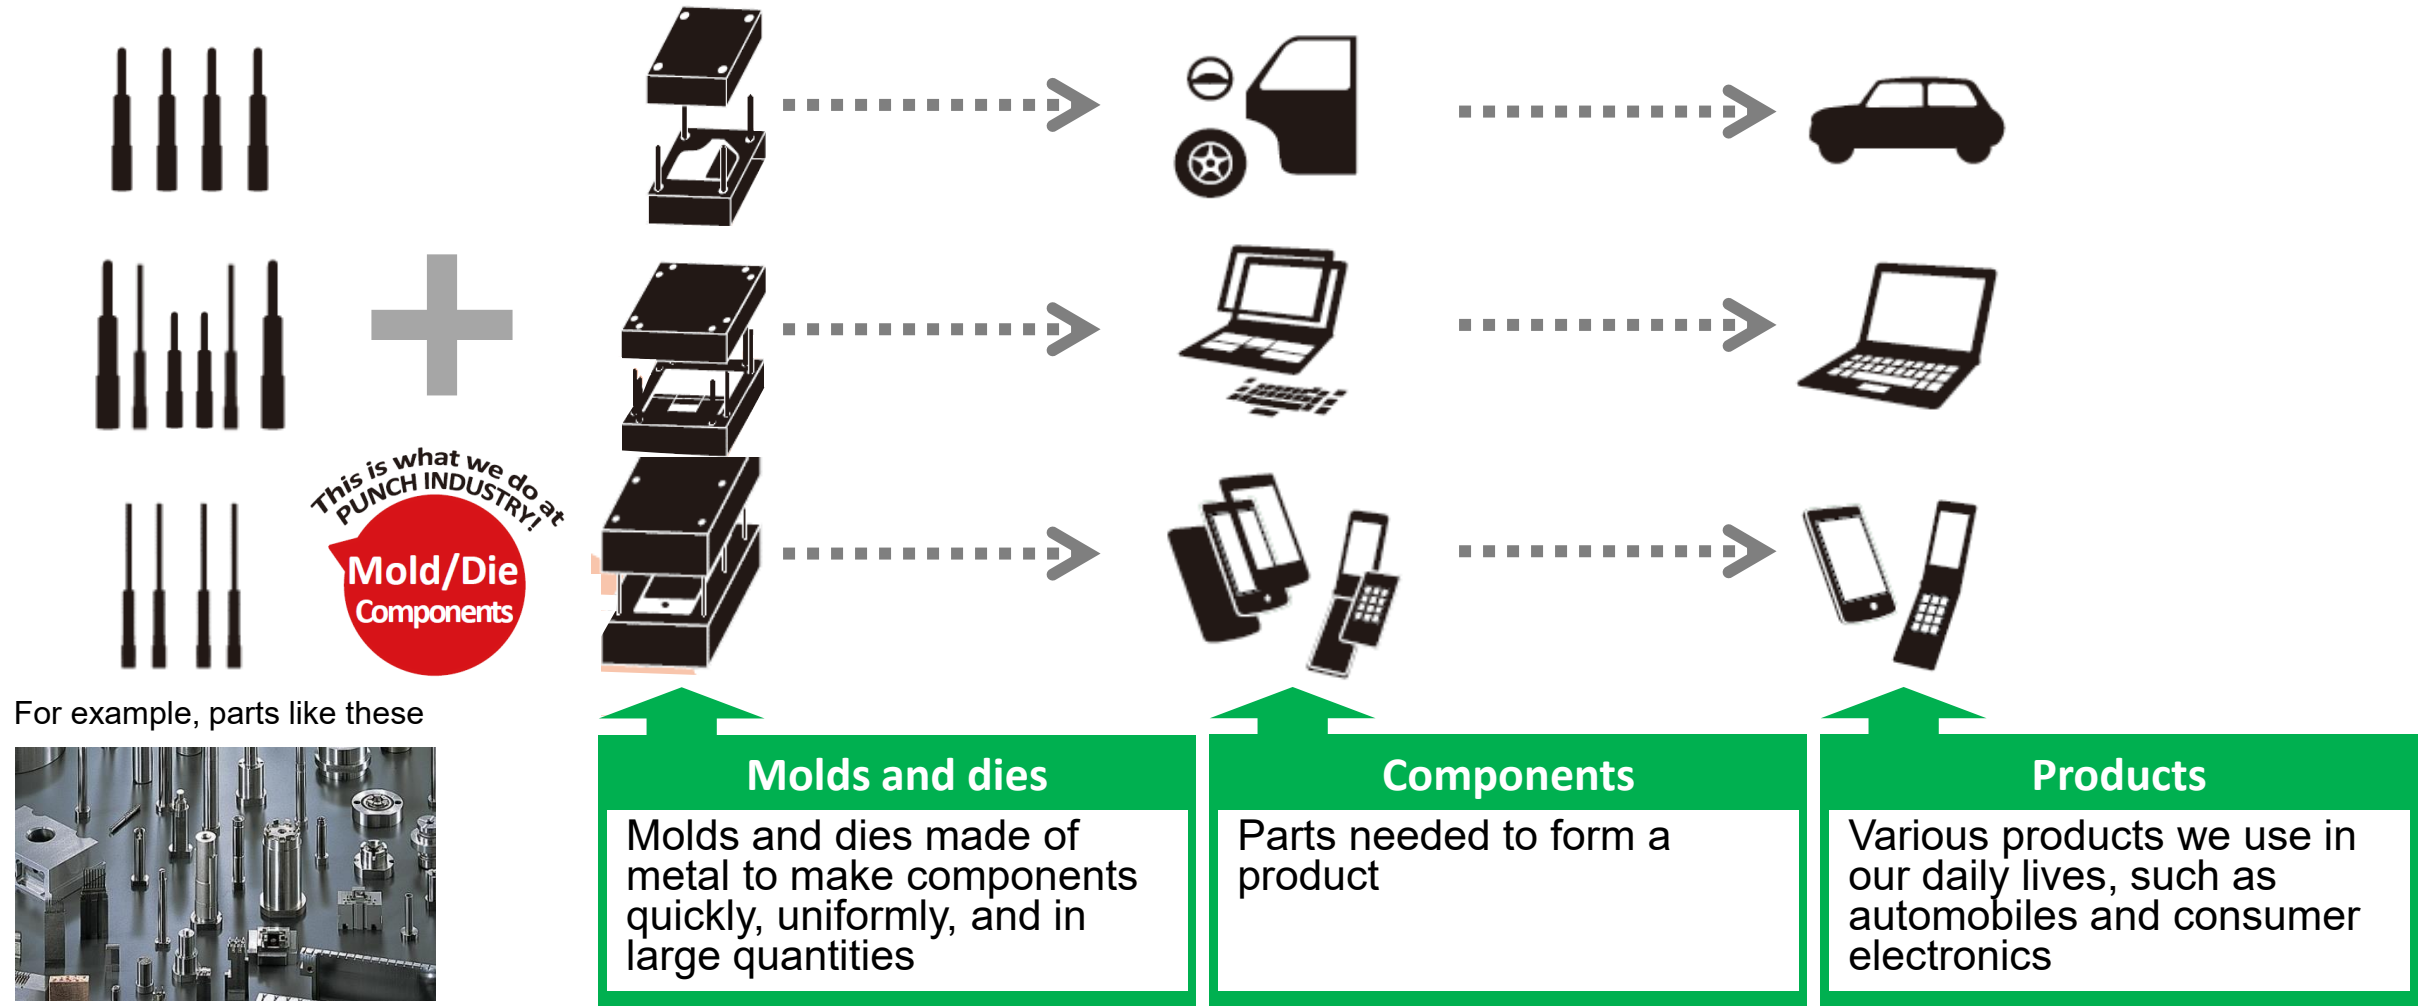 This is what we do at
PUNCH INDUSTRY!
Mold/Die
Components
For example, parts like these
Molds and dies
Molds and dies made of
metal to make components
quickly, uniformly, and in
large quantities
Components
Parts needed to form a
product
Products
Various products we use in
our daily lives, such as
automobiles and consumer
electronics